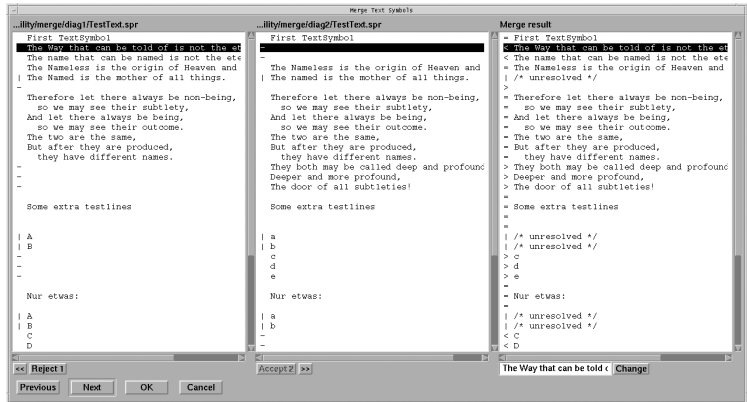 Merge Text Symbols
...ility/merge/diag1/TestText.spr
First TextSymbol
The Way that can be told of is not the et
The name that can be named is not the ete
The Nameless is the origin of Heaven and
| The Named is the mother of all things.
-
Therefore let there always be non-being,
so we may see their subtlety,
And let there always be being,
so we may see their outcome.
The two are the same,
But after they are produced,
they have different names.
-
-
-
Some extra testlines
| A
| B
-
-
-
Nur etwas:
| A
| B
C
D
<< Reject 1
...ility/merge/diag2/TestText.spr
First TextSymbol
-
-
The Nameless is the origin of Heaven and
| The named is the mother of all things.
Therefore let there always be non-being,
so we may see their subtlety,
And let there always be being,
so we may see their outcome.
The two are the same,
But after they are produced,
they have different names.
They both may be called deep and profound
Deeper and more profound,
The door of all subtleties!
Some extra testlines
| a
| b
c
d
e
Nur etwas:
| a
| b
-
-
Accept 2 >>
Merge result
= First TextSymbol
< The Way that can be told of is not the et
< The name that can be named is not the ete
= The Nameless is the origin of Heaven and
| /* unresolved */
>
= Therefore let there always be non-being,
= so we may see their subtlety,
= And let there always be being,
= so we may see their outcome.
= The two are the same,
= But after they are produced,
= they have different names.
> They both may be called deep and profound
> Deeper and more profound,
> The door of all subtleties!
=
= Some extra testlines
=
=
| /* unresolved */
| /* unresolved */
> c
> d
> e
=
= Nur etwas:
=
| /* unresolved */
| /* unresolved */
< C
< D
The Way that can be told Change
Previous Next OK Cancel